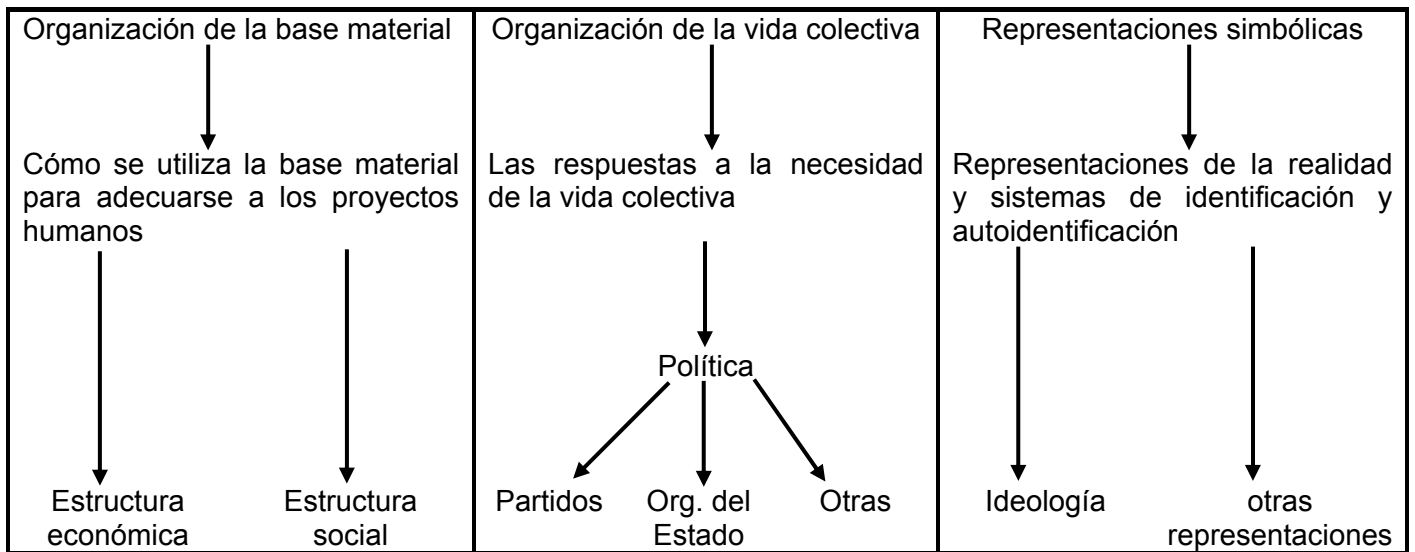 Organización de la base material
Cómo se utiliza la base material
para adecuarse a los proyectos
humanos
Estructura
económica
Estructura
social
Organización de la vida colectiva
Las respuestas a la necesidad
de la vida colectiva
Política
Partidos
Org. del
Estado
Otras
Representaciones simbólicas
Representaciones de la realidad
y sistemas de identificación y
autoidentificación
Ideología
otras
representaciones